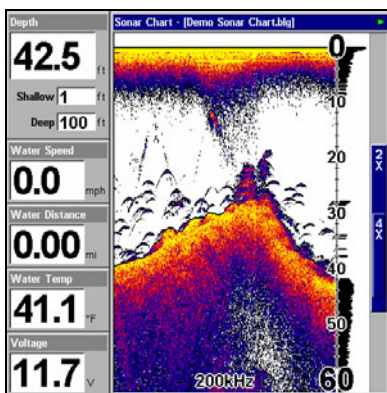 Depth
42.5 ft
Shallow 1 ft
Deep 100 ft
Water Speed
0.0 mph
Water Distance
0.00 mi
Water Temp
41.1 °F
Voltage
11.7 V
Sonar Chart - [Demo Sonar Chart.blg]
0
10
20
30
40
50
60
200kHz
2X
4X